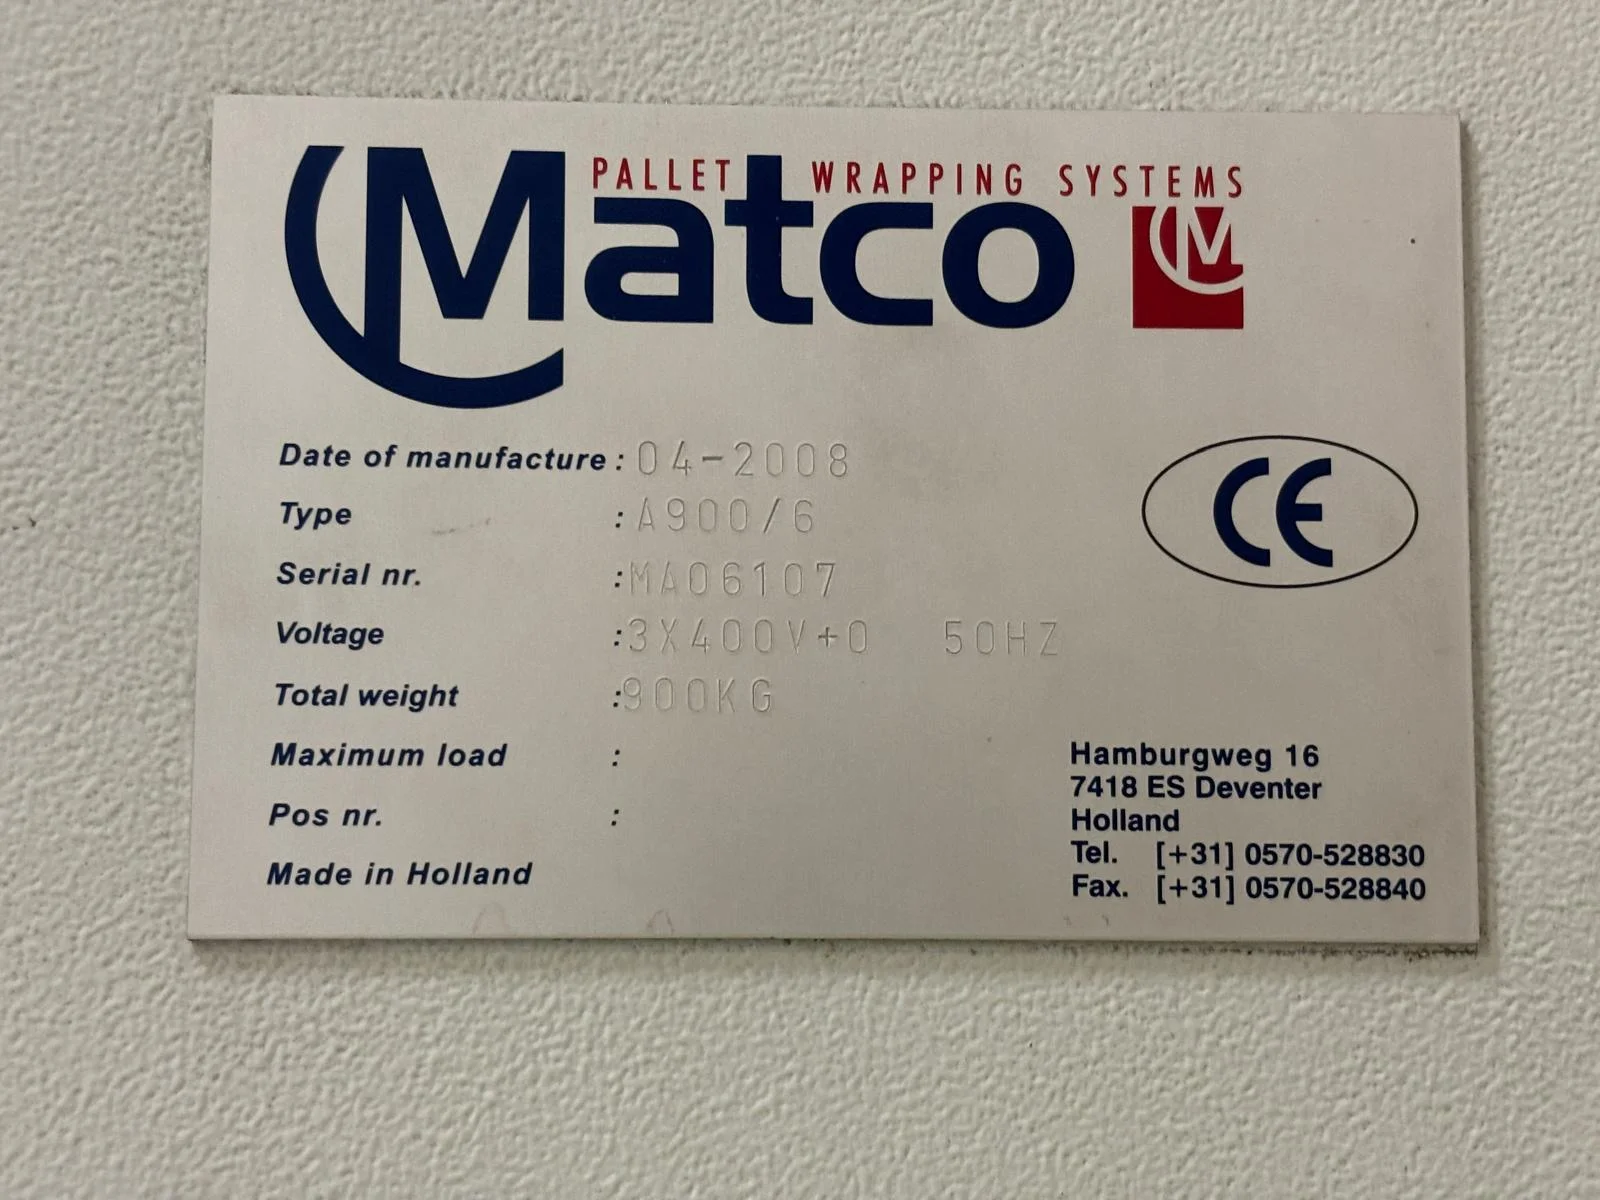 PALLET WRAPPING SYSTEMS
Matco
M
Date of manufacture : 04-2008
Type : A900/6
Serial nr. : MA06107
Voltage : 3X400V+0 50HZ
Total weight : 900KG
Maximum load :
Pos nr. :
Made in Holland
CE
Hamburgweg 16
7418 ES Deventer
Holland
Tel. [+31] 0570-528830
Fax. [+31] 0570-528840